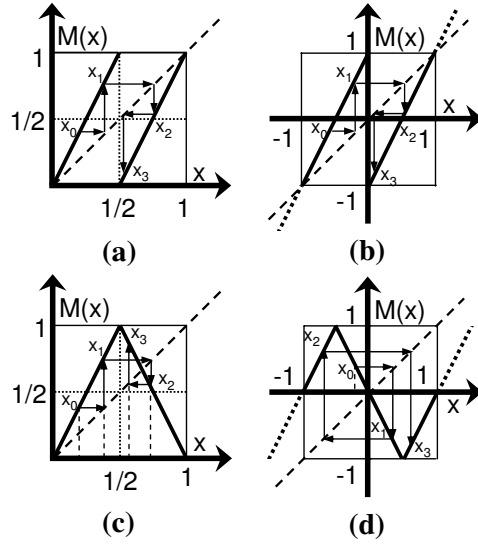 M(x)
1
1/2
x₀
x₁
x₂
x₃
x
1/2
1
(a)
M(x)
1
-1
x₀
x₁
x₂
1
x
x₃
-1
(b)
M(x)
1
1/2
x₀
x₁
x₃
x₂
x
1/2
1
(c)
M(x)
1
x₂
-1
x₀
1
x
x₁
x₃
-1
(d)